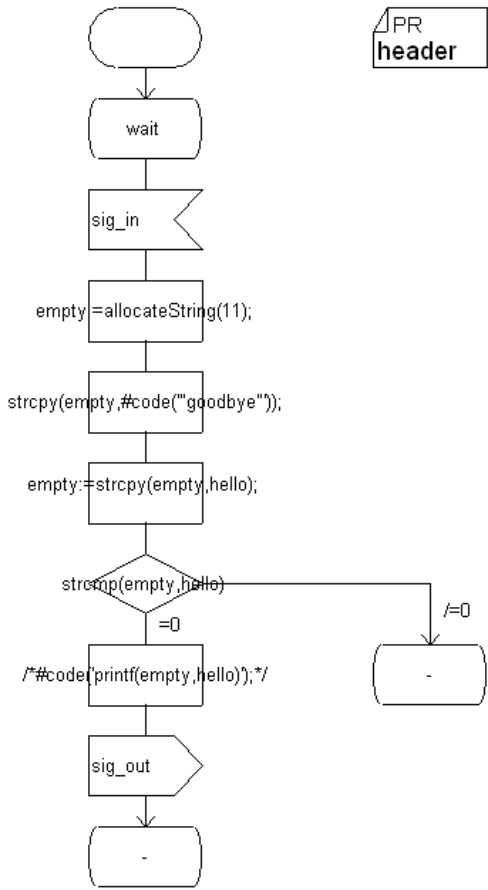 PR
header
wait
sig_in
empty:=allocateString(11);
strcpy(empty,#code('"goodbye"'));
empty:=strcpy(empty,hello);
strcmp(empty,hello)
/=0
=0
/*#code('printf(empty,hello)');*/
-
sig_out
-